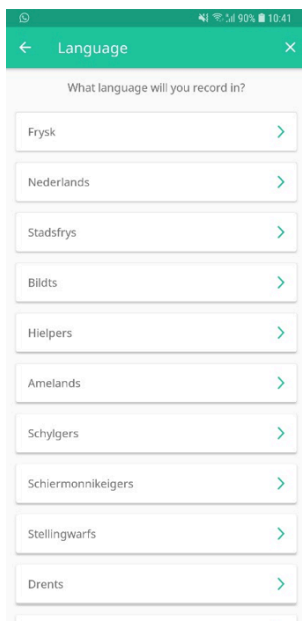 90% 10:41
Language
What language will you record in?
Frysk
Nederlands
Stadsfrys
Bildts
Hielpers
Amelands
Schylgers
Schiermonnikeigers
Stellingwarfs
Drents